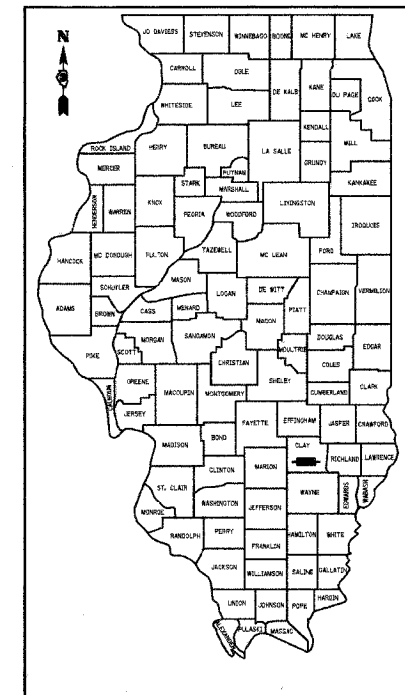 JO DAVIESS STEPHENSON WINNEBAGO BOONE MC HENRY LAKE
N
CARROLL OGLE
DE KALB KANE DU PAGE COOK
WHITESIDE LEE
KENDALL WILL
ROCK ISLAND HENRY BUREAU LA SALLE GRUNDY
MERCER PUTNAM
STARK MARSHALL KANKAKEE
HENDERSON WARREN KNOX PEORIA WOODFORD LIVINGSTON IROQUOIS
HANCOCK MC DONOUGH FULTON TAZEWELL MC LEAN FORD
MASON
SCHUYLER LOGAN DE WITT CHAMPAIGN VERMILION
ADAMS BROWN CASS MENARD MACON PIATT
SANGAMON DOUGLAS
MORGAN MOULTRIE EDGAR
PIKE SCOTT CHRISTIAN COLES
GREENE SHELBY CLARK
CALHOUN MACOUPIN MONTGOMERY CUMBERLAND
JERSEY FAYETTE EFFINGHAM JASPER CRAWFORD
MADISON BOND CLAY
MARION RICHLAND LAWRENCE
CLINTON
ST. CLAIR WAYNE EDWARDS WABASH
WASHINGTON JEFFERSON
MONROE
RANDOLPH PERRY HAMILTON WHITE
FRANKLIN
JACKSON WILLIAMSON SALINE GALLATIN
UNION JOHNSON POPE HARDIN
ALEXANDER PULASKI MASSAC